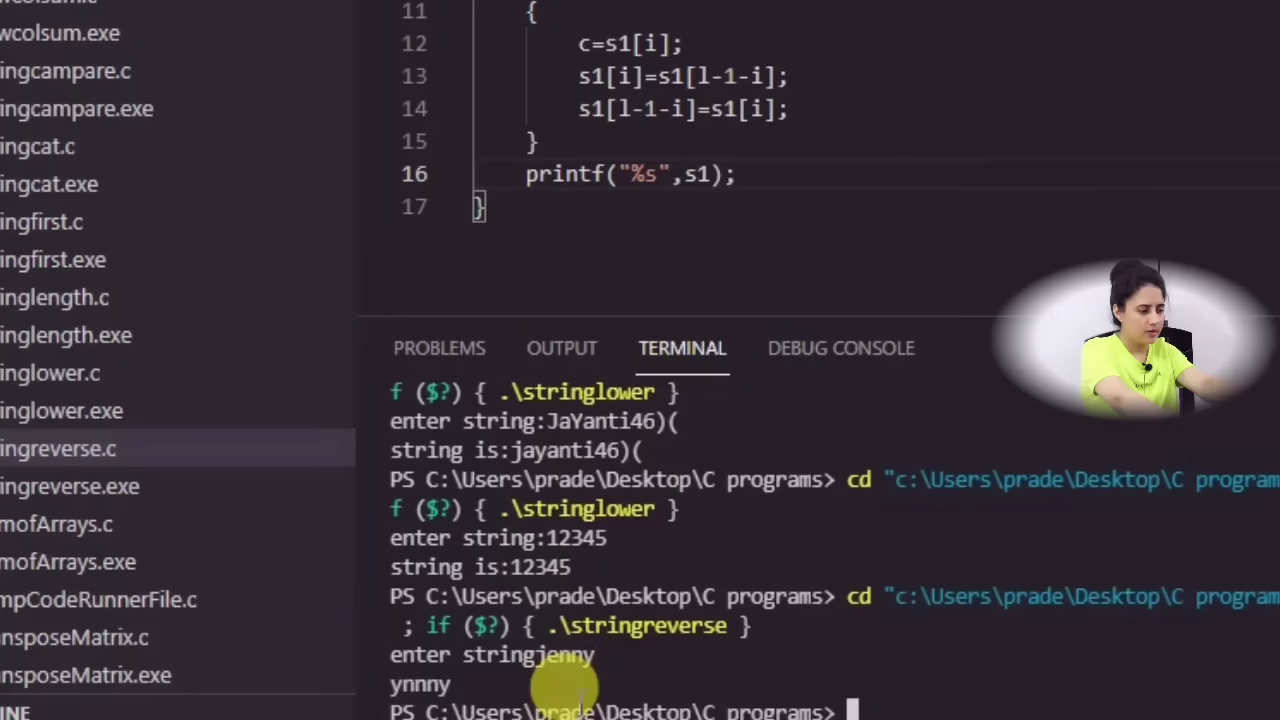 wcolsum.exe
ingcampare.c
ingcampare.exe
ingcat.c
ingcat.exe
ingfirst.c
ingfirst.exe
inglength.c
inglength.exe
inglower.c
inglower.exe
ingreverse.c
ingreverse.exe
mofArrays.c
mofArrays.exe
mpCodeRunnerFile.c
ansposeMatrix.c
ansposeMatrix.exe
INE
11 {
12 c=s1[i];
13 s1[i]=s1[l-1-i];
14 s1[l-1-i]=s1[i];
15 }
16 printf("%s",s1);
17 }
PROBLEMS OUTPUT TERMINAL DEBUG CONSOLE
f ($?) { .\stringlower }
enter string:JaYanti46)(
string is:jayanti46)(
PS C:\Users\prade\Desktop\C programs> cd "c:\Users\prade\Desktop\C program
f ($?) { .\stringlower }
enter string:12345
string is:12345
PS C:\Users\prade\Desktop\C programs> cd "c:\Users\prade\Desktop\C program
; if ($?) { .\stringreverse }
enter stringjenny
ynnny
PS C:\Users\prade\Desktop\C programs>